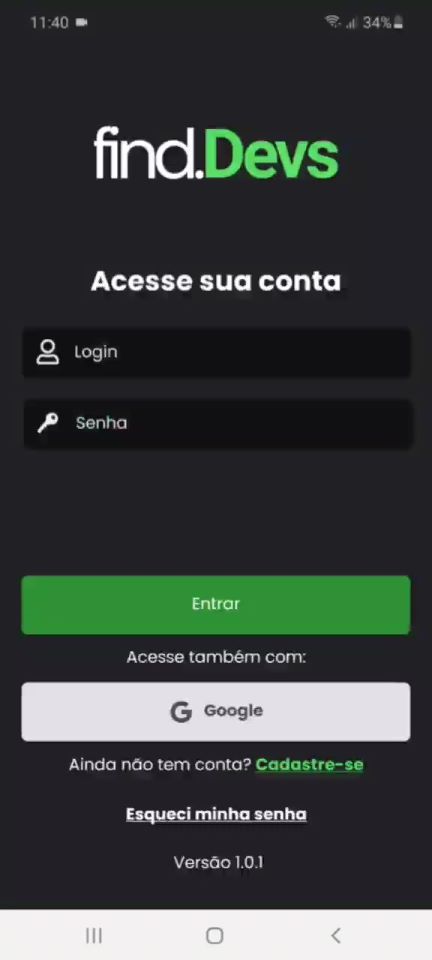 11:40 34%
find.Devs
Acesse sua conta
Login
Senha
Entrar
Acesse também com:
Google
Ainda não tem conta? Cadastre-se
Esqueci minha senha
Versão 1.0.1